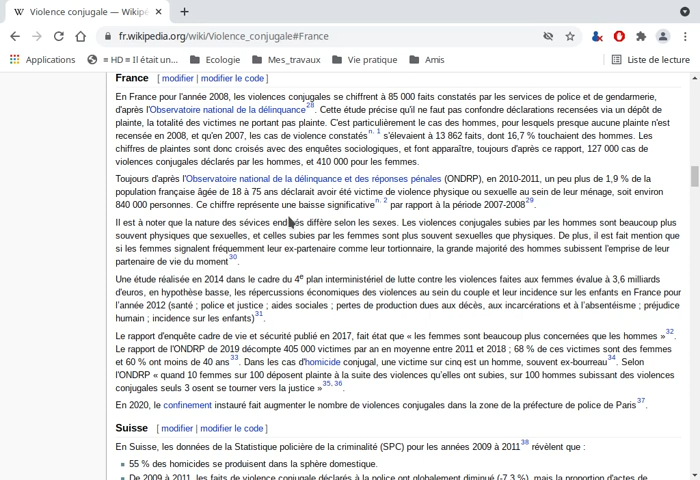 Violence conjugale — Wikipé
fr.wikipedia.org/wiki/Violence_conjugale#France
Applications = HD = Il était un... Ecologie Mes_travaux Vie pratique Amis Liste de lecture
France [ modifier | modifier le code ]
En France pour l'année 2008, les violences conjugales se chiffrent à 85 000 faits constatés par les services de police et de gendarmerie,
d'après l'Observatoire national de la délinquance28. Cette étude précise qu'il ne faut pas confondre déclarations recensées via un dépôt de
plainte, la totalité des victimes ne portant pas plainte. C'est particulièrement le cas des hommes, pour lesquels presque aucune plainte n'est
recensée en 2008, et qu'en 2007, les cas de violence constatésn. 1 s'élevaient à 13 862 faits, dont 16,7 % touchaient des hommes. Les
chiffres de plaintes sont donc croisés avec des enquêtes sociologiques, et font apparaître, toujours d'après ce rapport, 127 000 cas de
violences conjugales déclarés par les hommes, et 410 000 pour les femmes.
Toujours d'après l'Observatoire national de la délinquance et des réponses pénales (ONDRP), en 2010-2011, un peu plus de 1,9 % de la
population française âgée de 18 à 75 ans déclarait avoir été victime de violence physique ou sexuelle au sein de leur ménage, soit environ
840 000 personnes. Ce chiffre représente une baisse significativen. 2 par rapport à la période 2007-200829.
Il est à noter que la nature des sévices endurés diffère selon les sexes. Les violences conjugales subies par les hommes sont beaucoup plus
souvent physiques que sexuelles, et celles subies par les femmes sont plus souvent sexuelles que physiques. De plus, il est fait mention que
si les femmes signalent fréquemment leur ex-partenaire comme leur tortionnaire, la grande majorité des hommes subissent l'emprise de leur
partenaire de vie du moment30.
Une étude réalisée en 2014 dans le cadre du 4e plan interministériel de lutte contre les violences faites aux femmes évalue à 3,6 milliards
d'euros, en hypothèse basse, les répercussions économiques des violences au sein du couple et leur incidence sur les enfants en France pour
l'année 2012 (santé ; police et justice ; aides sociales ; pertes de production dues aux décès, aux incarcérations et à l'absentéisme ; préjudice
humain ; incidence sur les enfants)31.
Le rapport d'enquête cadre de vie et sécurité publié en 2017, fait état que « les femmes sont beaucoup plus concernées que les hommes »32.
Le rapport de l'ONDRP de 2019 décompte 405 000 victimes par an en moyenne entre 2011 et 2018 ; 68 % de ces victimes sont des femmes
et 60 % ont moins de 40 ans33. Dans les cas d'homicide conjugal, une victime sur cinq est un homme, souvent ex-bourreau34. Selon
l'ONDRP « quand 10 femmes sur 100 déposent plainte à la suite des violences qu'elles ont subies, sur 100 hommes subissant des violences
conjugales seuls 3 osent se tourner vers la justice »35, 36.
En 2020, le confinement instauré fait augmenter le nombre de violences conjugales dans la zone de la préfecture de police de Paris37.
Suisse [ modifier | modifier le code ]
En Suisse, les données de la Statistique policière de la criminalité (SPC) pour les années 2009 à 201138 révèlent que :
55 % des homicides se produisent dans la sphère domestique.
De 2009 à 2011, les faits de violence conjugale déclarés à la police ont globalement diminué (-7,3 %), mais la proportion d'actes de